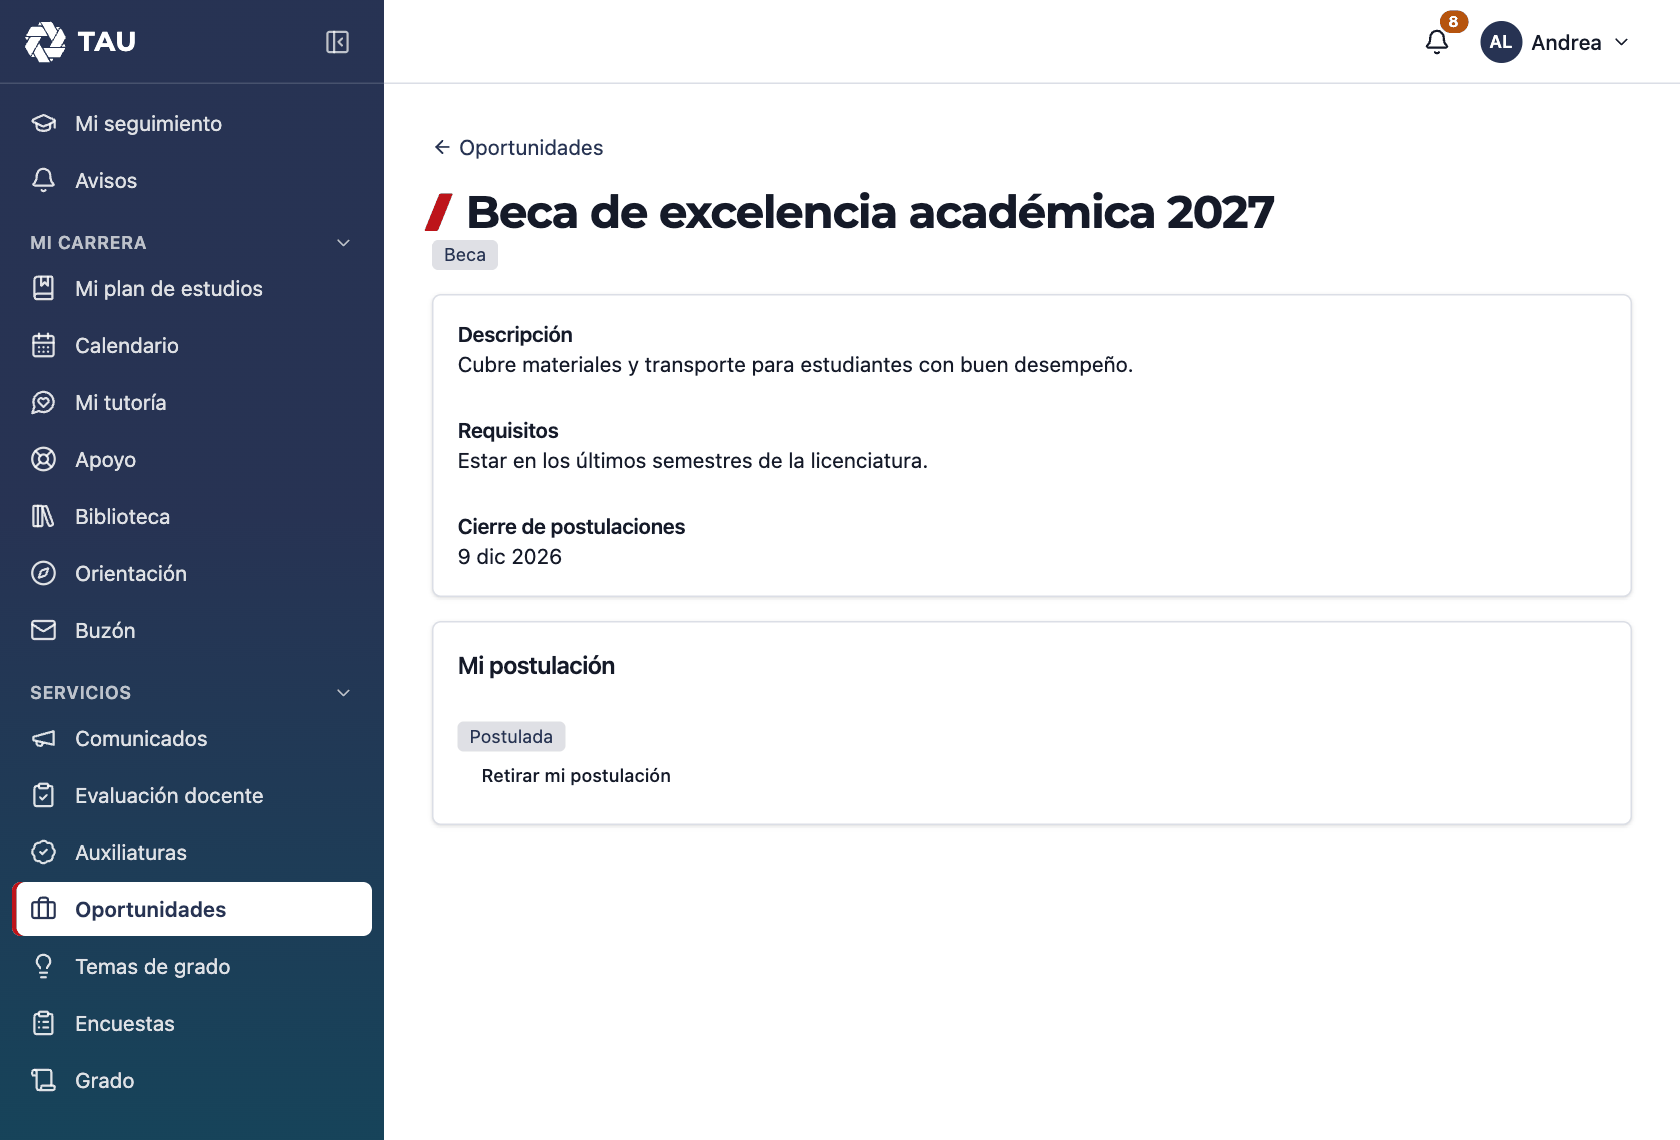 TAU
8
AL
Andrea
Mi seguimiento
Avisos
MI CARRERA
Mi plan de estudios
Calendario
Mi tutoría
Apoyo
Biblioteca
Orientación
Buzón
SERVICIOS
Comunicados
Evaluación docente
Auxiliaturas
Oportunidades
Temas de grado
Encuestas
Grado
Oportunidades
Beca de excelencia académica 2027
Beca
Descripción
Cubre materiales y transporte para estudiantes con buen desempeño.
Requisitos
Estar en los últimos semestres de la licenciatura.
Cierre de postulaciones
9 dic 2026
Mi postulación
Postulada
Retirar mi postulación